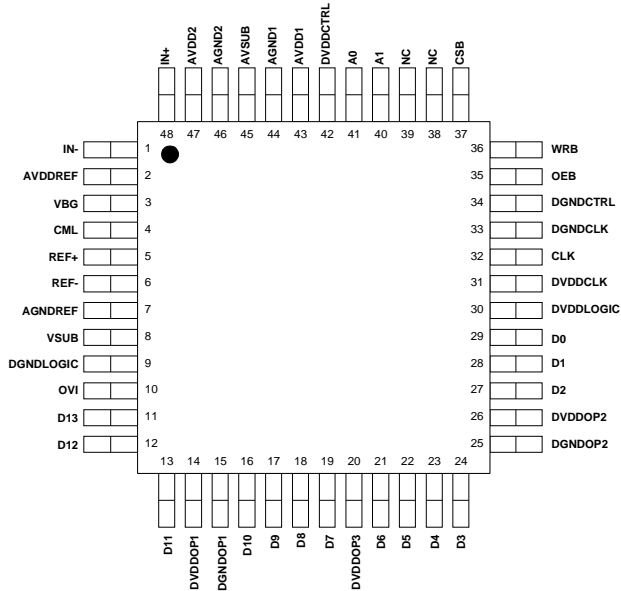 IN+
AVDD2
AGND2
AVSUB
AGND1
AVDD1
DVDDCTRL
A0
A1
NC
NC
CSB
48 47 46 45 44 43 42 41 40 39 38 37
IN- 1
AVDDREF 2
VBG 3
CML 4
REF+ 5
REF- 6
AGNDREF 7
VSUB 8
DGNDLOGIC 9
OVI 10
D13 11
D12 12
36 WRB
35 OEB
34 DGNDCTRL
33 DGNDCLK
32 CLK
31 DVDDCLK
30 DVDDLOGIC
29 D0
28 D1
27 D2
26 DVDDOP2
25 DGNDOP2
13 14 15 16 17 18 19 20 21 22 23 24
D11
DVDDOP1
DGNDOP1
D10
D9
D8
D7
DVDDOP3
D6
D5
D4
D3